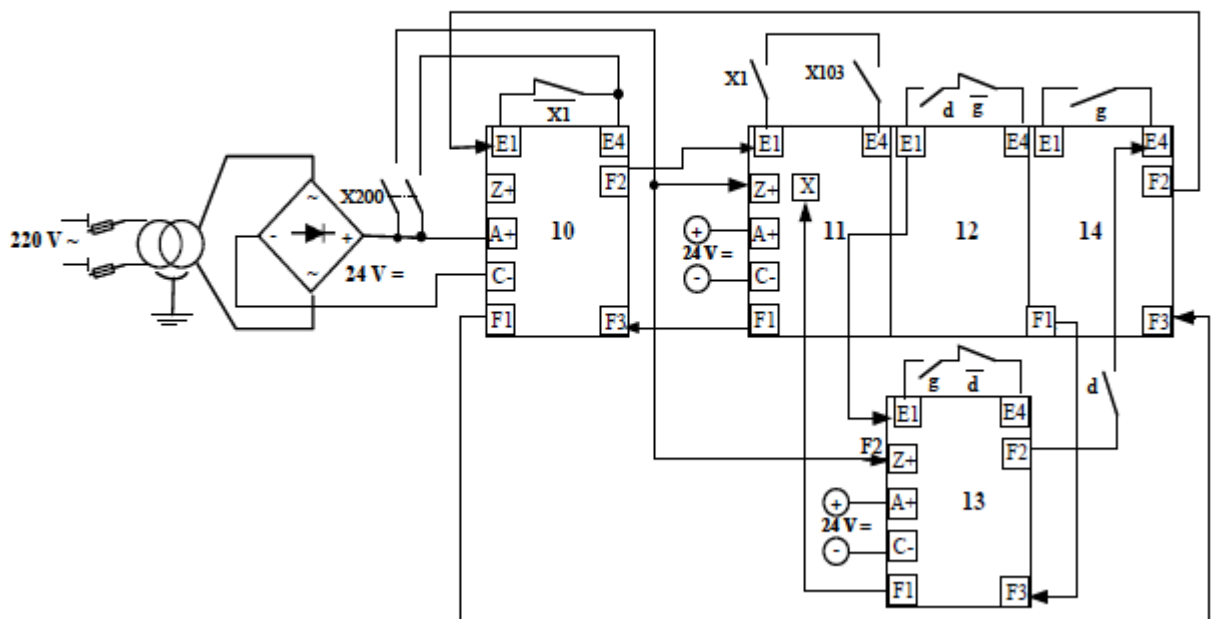 X1
X103
X1
d
g
g
E1
E4
E1
E4
E1
E4
E1
E4
Z+
F2
Z+
X
F2
X200
~
10
11
12
14
220 V ~
-
+
A+
+
A+
24 V =
24 V =
~
C-
-
C-
F1
F3
F1
F1
F3
g
d
d
E1
E4
F2
Z+
F2
+
A+
13
24 V =
-
C-
F1
F3